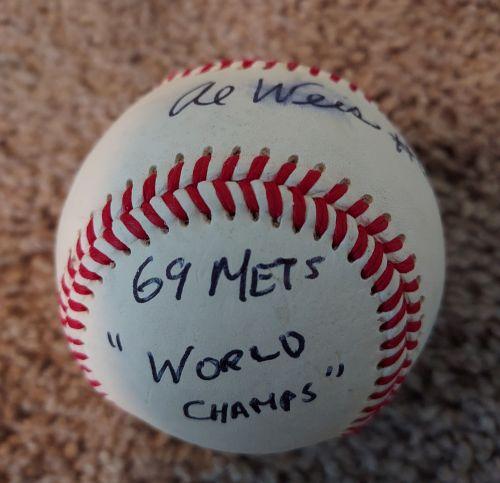 Al Weis
69 METS
"WORLD
CHAMPS"